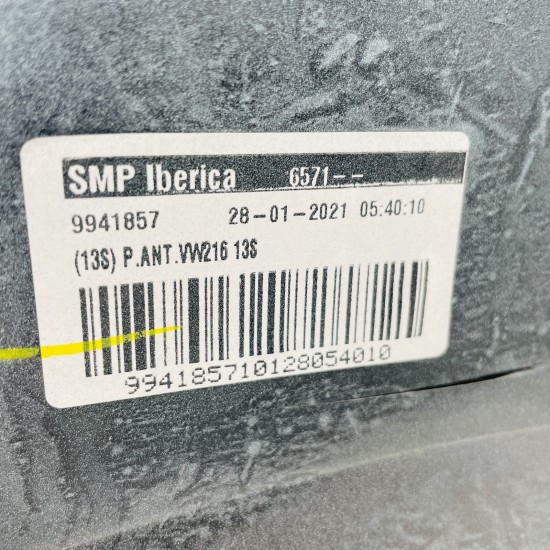 SMP Iberica 6571--
9941857 28-01-2021 05:40:10
(13S) P.ANT.VW216 13S
994185710128054010